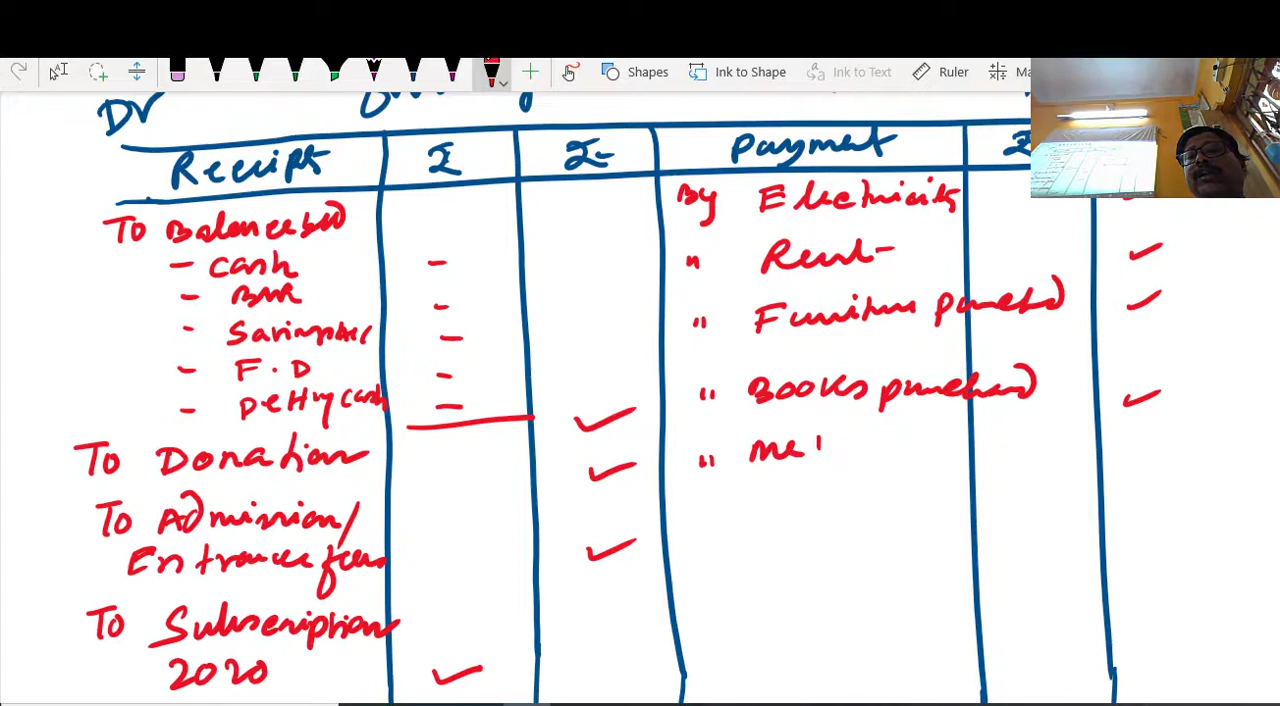 Shapes Ink to Shape Ink to Text Ruler Ma
Dr
Receipt ₹ ₹ Payment ₹
To Balance b/d
- Cash -
- Bank -
- Savings A/c -
- F.D -
- Petty cash -
To Donation
To Admission/
Entrance fees
To Subscription
2020
By Electricity
" Rent -
" Furniture purchased
" Books purchased
" me